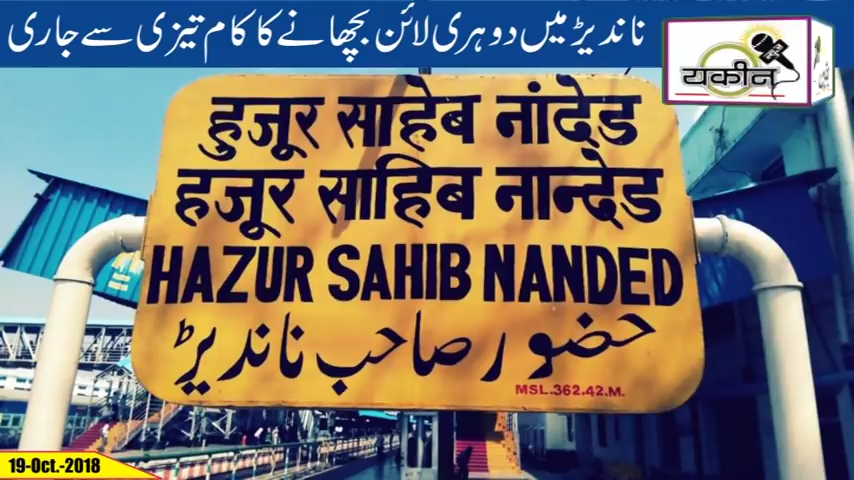 ناندیڑ میں دوہری لائن بچھانے کا کام تیزی سے جاری
यकीन
हुजूर साहेब नांदेड
हजूर साहिब नान्देड
HAZUR SAHIB NANDED
حضور صاحب ناندیڑ
MSL.362.42.M.
19-Oct.-2018